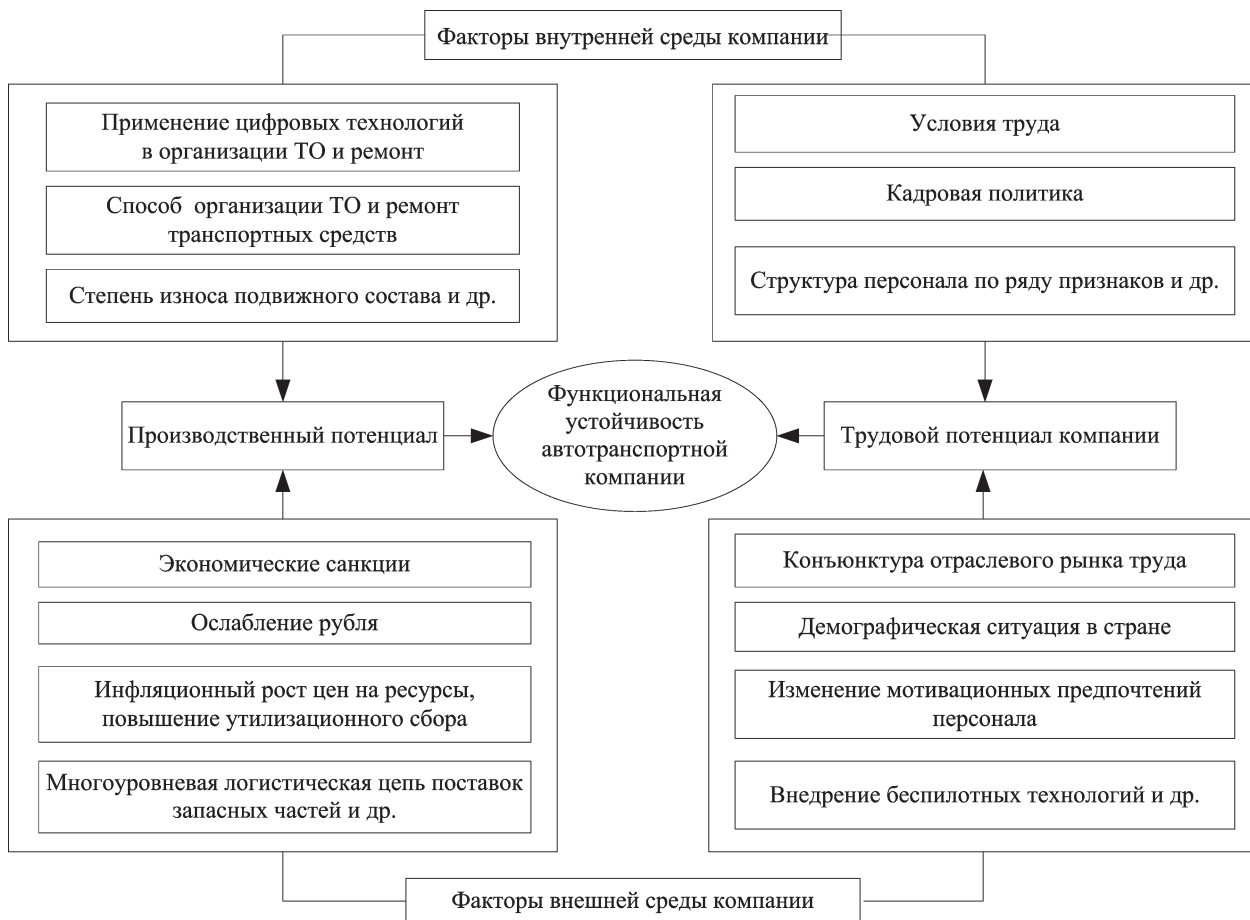 Факторы внутренней среды компании
Применение цифровых технологий
в организации ТО и ремонт
Способ организации ТО и ремонт
транспортных средств
Степень износа подвижного состава и др.
Условия труда
Кадровая политика
Структура персонала по ряду признаков и др.
Производственный потенциал
Функциональная
устойчивость
автотранспортной
компании
Трудовой потенциал компании
Экономические санкции
Ослабление рубля
Инфляционный рост цен на ресурсы,
повышение утилизационного сбора
Многоуровневая логистическая цепь поставок
запасных частей и др.
Конъюнктура отраслевого рынка труда
Демографическая ситуация в стране
Изменение мотивационных предпочтений
персонала
Внедрение беспилотных технологий и др.
Факторы внешней среды компании